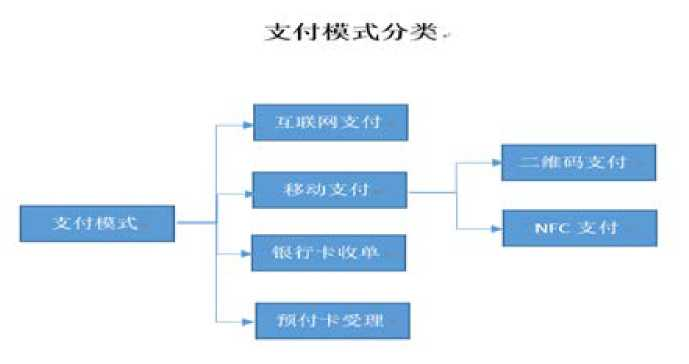 支付模式分类
互联网支付
移动支付
二维码支付
支付模式
NFC 支付
银行卡收单
预付卡受理